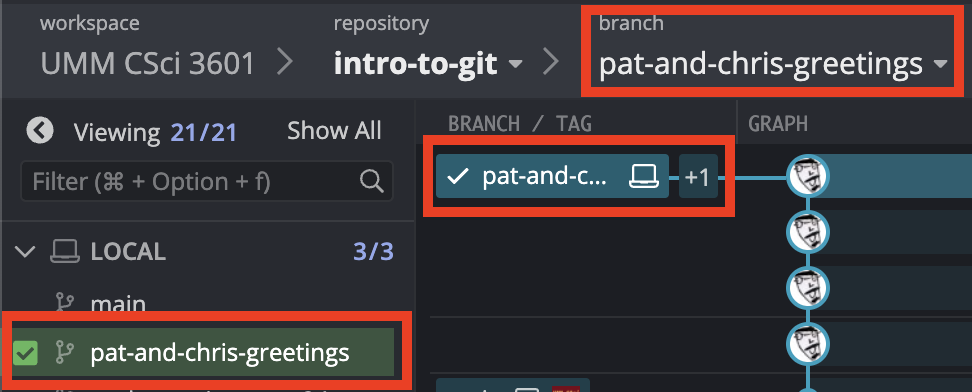 workspace
UMM CSci 3601
repository
intro-to-git
branch
pat-and-chris-greetings
Viewing 21/21
Show All
Filter (⌘ + Option + f)
LOCAL 3/3
main
pat-and-chris-greetings
BRANCH / TAG
GRAPH
pat-and-c...
+1